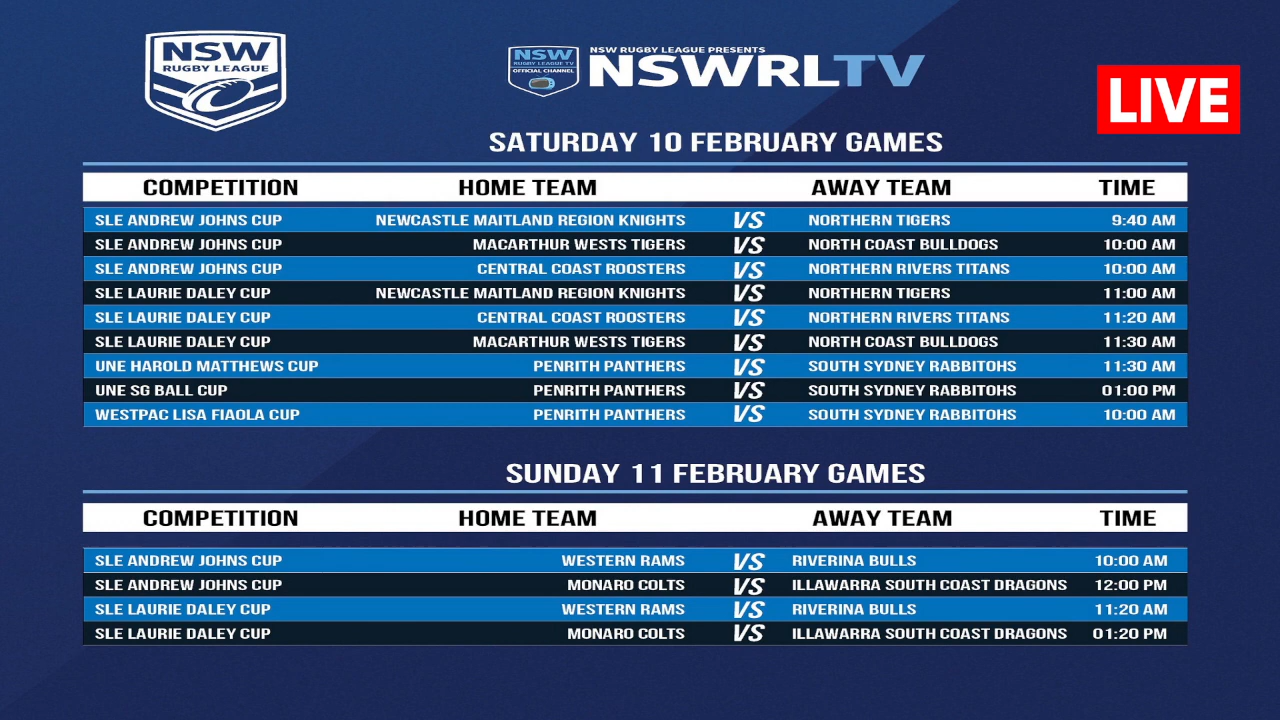 NSW
RUGBY LEAGUE
NSW
RUGBY LEAGUE TV
OFFICIAL CHANNEL
NSW RUGBY LEAGUE PRESENTS
NSWRLTV
LIVE
SATURDAY 10 FEBRUARY GAMES
COMPETITION HOME TEAM AWAY TEAM TIME
SLE ANDREW JOHNS CUP NEWCASTLE MAITLAND REGION KNIGHTS VS NORTHERN TIGERS 9:40 AM
SLE ANDREW JOHNS CUP MACARTHUR WESTS TIGERS VS NORTH COAST BULLDOGS 10:00 AM
SLE ANDREW JOHNS CUP CENTRAL COAST ROOSTERS VS NORTHERN RIVERS TITANS 10:00 AM
SLE LAURIE DALEY CUP NEWCASTLE MAITLAND REGION KNIGHTS VS NORTHERN TIGERS 11:00 AM
SLE LAURIE DALEY CUP CENTRAL COAST ROOSTERS VS NORTHERN RIVERS TITANS 11:20 AM
SLE LAURIE DALEY CUP MACARTHUR WESTS TIGERS VS NORTH COAST BULLDOGS 11:30 AM
UNE HAROLD MATTHEWS CUP PENRITH PANTHERS VS SOUTH SYDNEY RABBITOHS 11:30 AM
UNE SG BALL CUP PENRITH PANTHERS VS SOUTH SYDNEY RABBITOHS 01:00 PM
WESTPAC LISA FIAOLA CUP PENRITH PANTHERS VS SOUTH SYDNEY RABBITOHS 10:00 AM
SUNDAY 11 FEBRUARY GAMES
COMPETITION HOME TEAM AWAY TEAM TIME
SLE ANDREW JOHNS CUP WESTERN RAMS VS RIVERINA BULLS 10:00 AM
SLE ANDREW JOHNS CUP MONARO COLTS VS ILLAWARRA SOUTH COAST DRAGONS 12:00 PM
SLE LAURIE DALEY CUP WESTERN RAMS VS RIVERINA BULLS 11:20 AM
SLE LAURIE DALEY CUP MONARO COLTS VS ILLAWARRA SOUTH COAST DRAGONS 01:20 PM